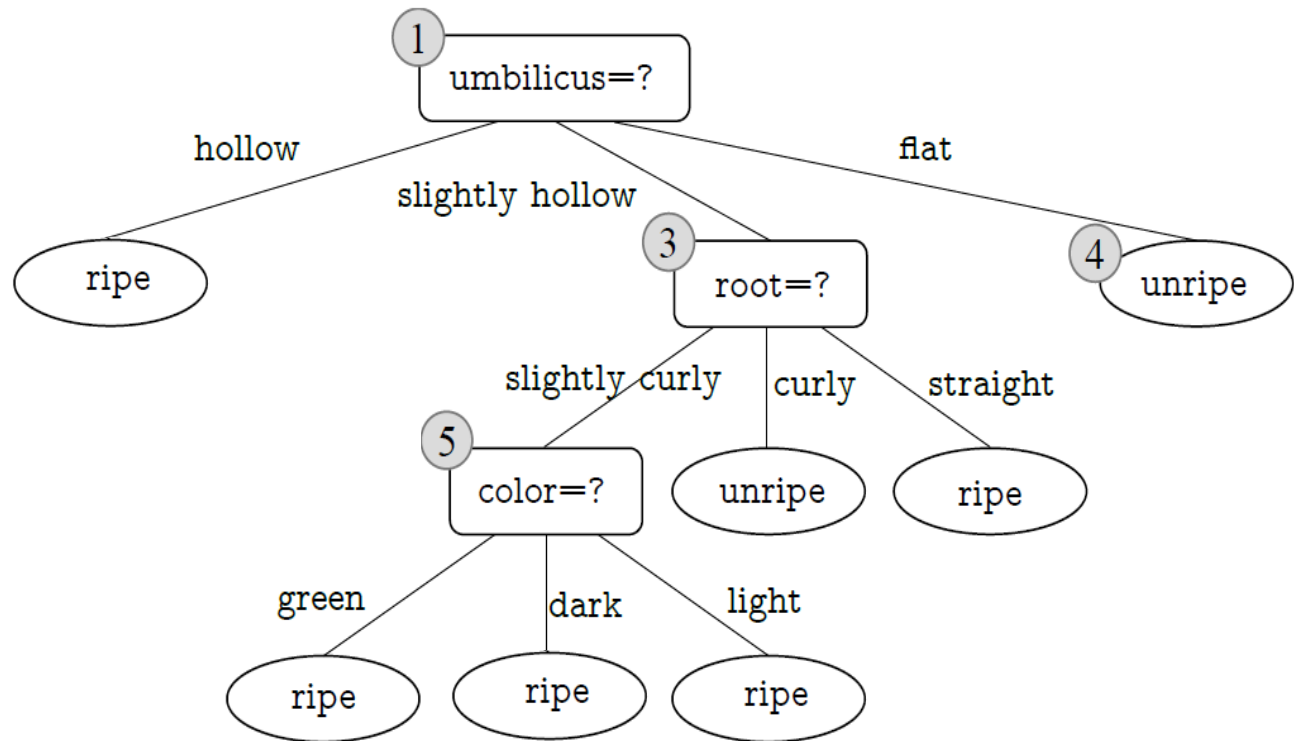 1
umbilicus=?
hollow
slightly hollow
flat
ripe
3
root=?
4
unripe
slightly curly
curly
straight
5
color=?
unripe
ripe
green
dark
light
ripe
ripe
ripe